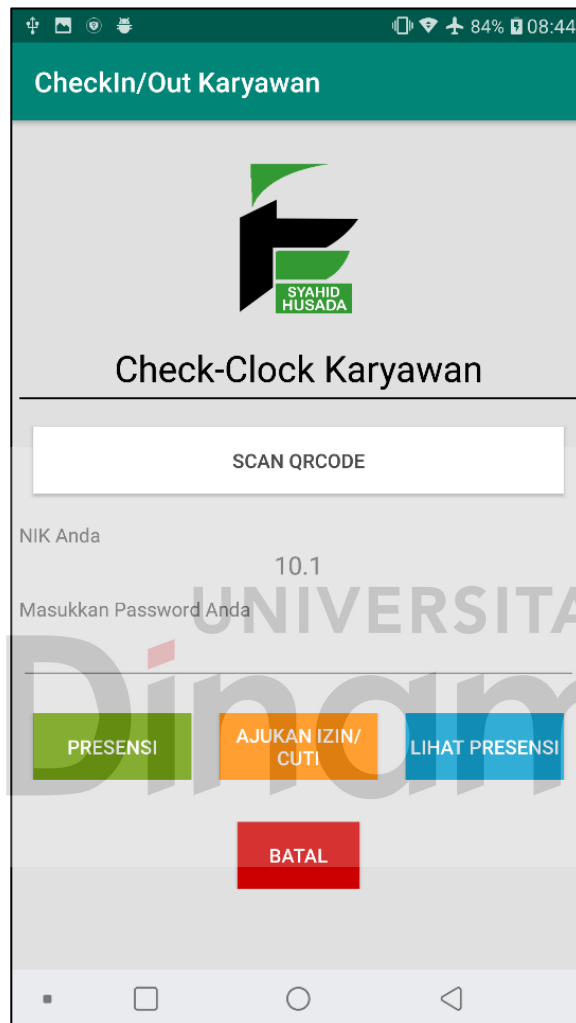 84% 08:44
CheckIn/Out Karyawan
SYAHID
HUSADA
Check-Clock Karyawan
SCAN QRCODE
NIK Anda
10.1
Masukkan Password Anda
UNIVERSITA
Dinam
PRESENSI
AJUKAN IZIN/
CUTI
LIHAT PRESENSI
BATAL